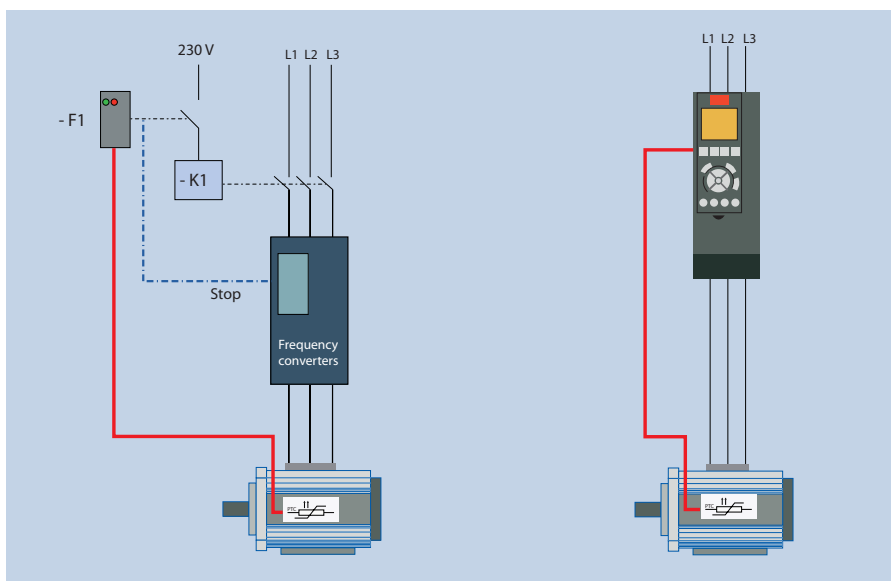 230 V
L1 L2 L3
- F1
- K1
Stop
Frequency
converters
PTC
L1 L2 L3
PTC